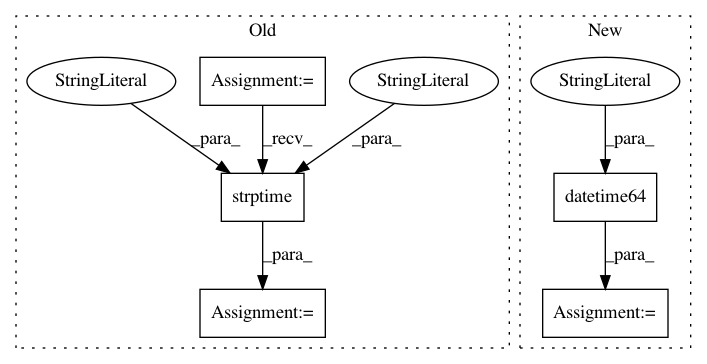 Old
New
StringLiteral
Assignment:=
StringLiteral
StringLiteral
_para_
_recv_
_para_
_para_
strptime
datetime64
_para_
_para_
Assignment:=
Assignment:=